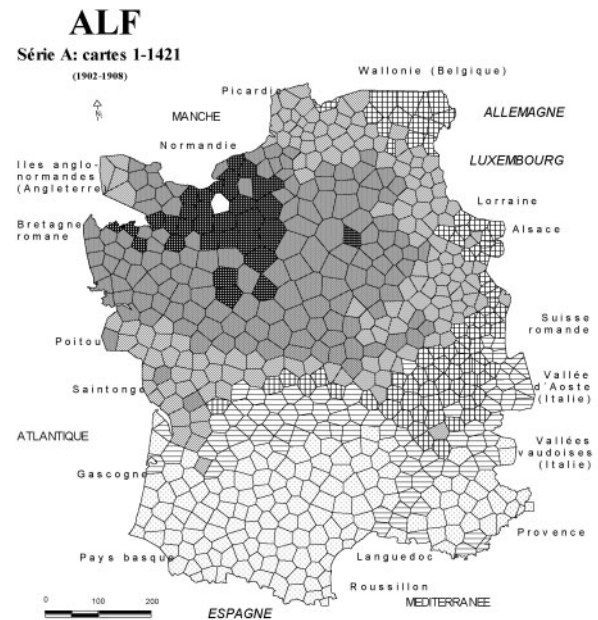 ALF
Série A: cartes 1-1421
(1902-1908)
Wallonie (Belgique)
Picardie
ALLEMAGNE
N
MANCHE
Normandie
LUXEMBOURG
Iles anglo-
normandes
(Angleterre)
Lorraine
Alsace
Bretagne
romane
Suisse
romande
Poitou
Vallée
d'Aoste
(Italie)
Saintonge
ATLANTIQUE
Vallées
vaudoises
(Italie)
Gascogne
Provence
Pays basque
Languedoc
Roussillon
MEDITERRANEE
0 100 200
ESPAGNE